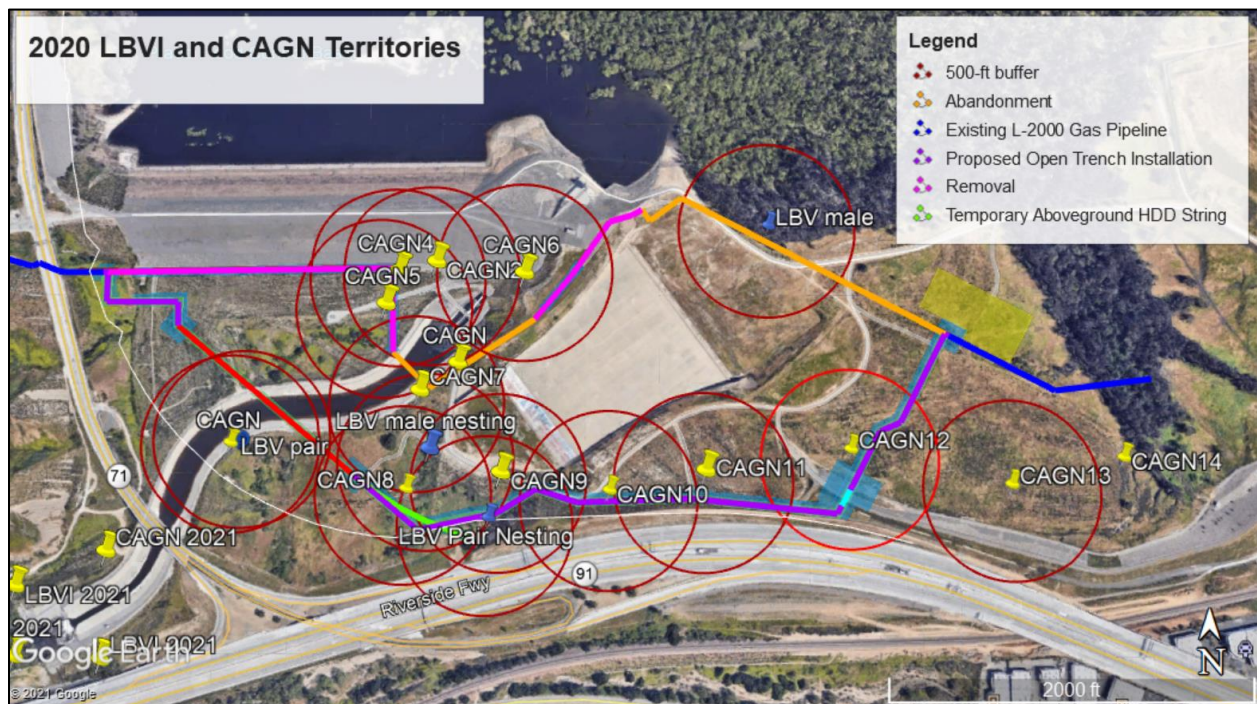 2020 LBVI and CAGN Territories
Legend
500-ft buffer
Abandonment
Existing L-2000 Gas Pipeline
Proposed Open Trench Installation
Removal
Temporary Aboveground HDD String
LBV male
CAGN4
CAGN6
CAGN2
CAGN5
CAGN
CAGN7
LBV male nesting
CAGN
LBV pair
CAGN12
CAGN14
CAGN11
CAGN13
71
CAGN8
CAGN9
CAGN10
LBV Pair Nesting
CAGN 2021
91
Riverside Fwy
LBVI 2021
2021
LBVI 2021
Google Earth
N
© 2021 Google
2000 ft